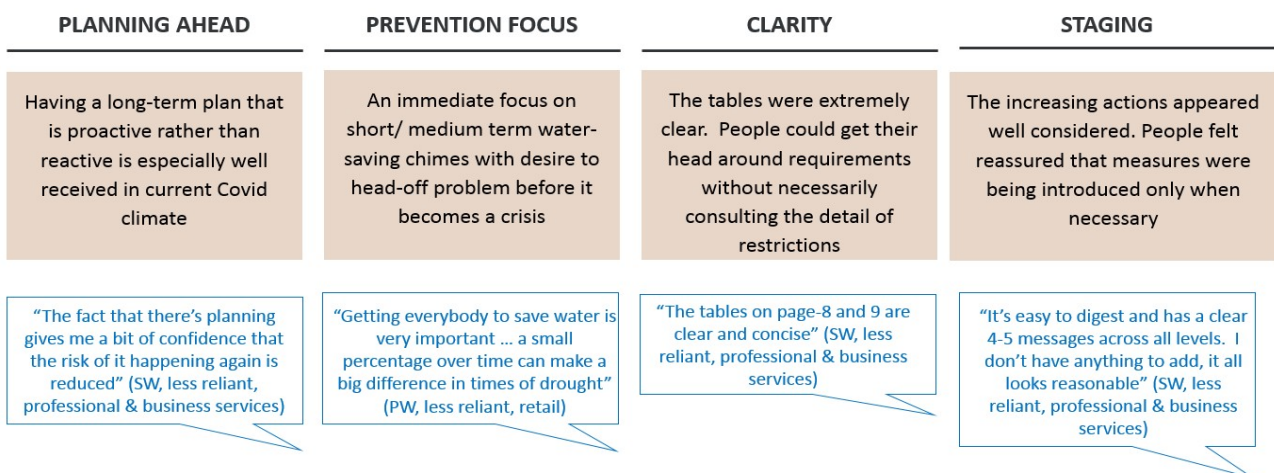 PLANNING AHEAD
Having a long-term plan that
is proactive rather than
reactive is especially well
received in current Covid
climate
“The fact that there’s planning
gives me a bit of confidence that
the risk of it happening again is
reduced” (SW, less reliant,
professional & business services)
PREVENTION FOCUS
An immediate focus on
short/ medium term water-
saving chimes with desire to
head-off problem before it
becomes a crisis
“Getting everybody to save water is
very important ... a small
percentage over time can make a
big difference in times of drought”
(PW, less reliant, retail)
CLARITY
The tables were extremely
clear.  People could get their
head around requirements
without necessarily
consulting the detail of
restrictions
“The tables on page-8 and 9 are
clear and concise” (SW, less
reliant, professional & business
services)
STAGING
The increasing actions appeared
well considered. People felt
reassured that measures were
being introduced only when
necessary
“It’s easy to digest and has a clear
4-5 messages across all levels.  I
don’t have anything to add, it all
looks reasonable” (SW, less
reliant, professional & business
services)